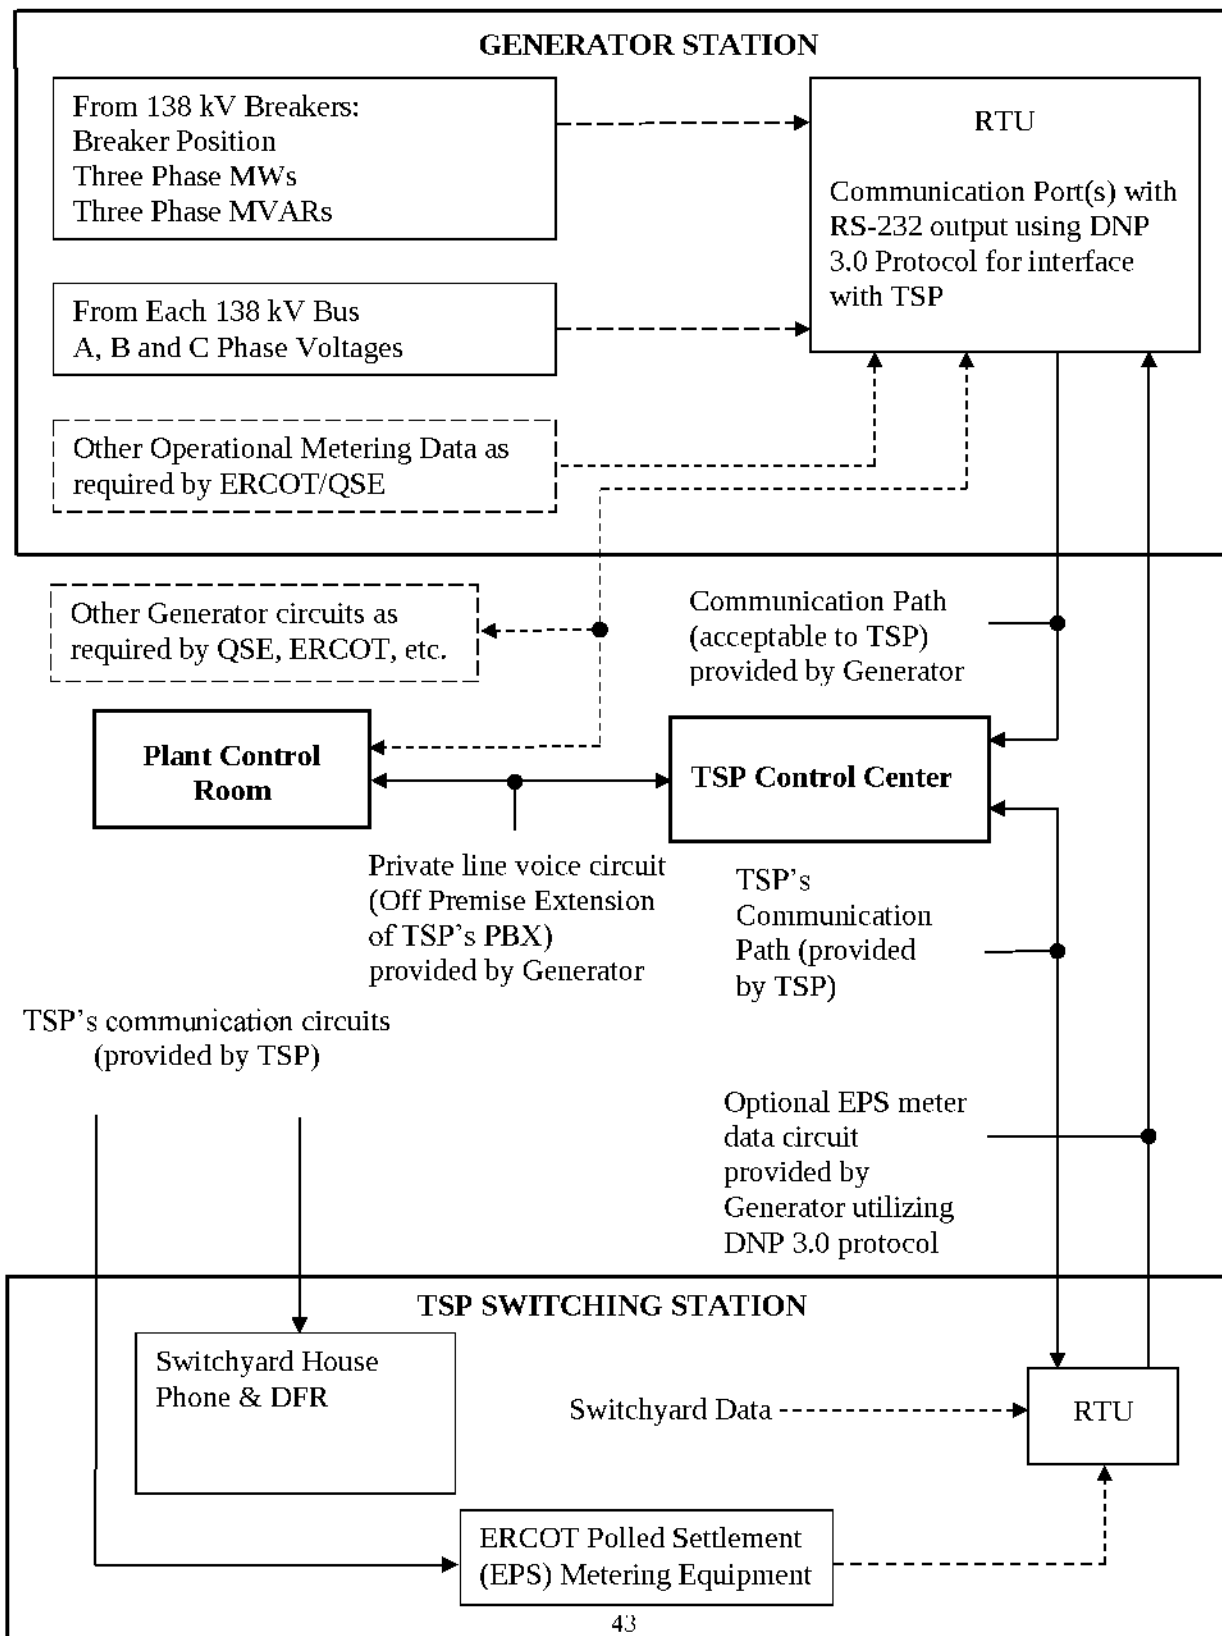 GENERATOR STATION
From 138 kV Breakers:
Breaker Position
Three Phase MWs
Three Phase MVARs
RTU
Communication Port(s) with
RS-232 output using DNP
3.0 Protocol for interface
with TSP
From Each 138 kV Bus
A, B and C Phase Voltages
Other Operational Metering Data as
required by ERCOT/QSE
Other Generator circuits as
required by QSE, ERCOT, etc.
Communication Path
(acceptable to TSP)
provided by Generator
Plant Control
Room
TSP Control Center
Private line voice circuit
(Off Premise Extension
of TSP's PBX)
provided by Generator
TSP's
Communication
Path (provided
by TSP)
TSP's communication circuits
(provided by TSP)
Optional EPS meter
data circuit
provided by
Generator utilizing
DNP 3.0 protocol
TSP SWITCHING STATION
Switchyard House
Phone & DFR
Switchyard Data
RTU
ERCOT Polled Settlement
(EPS) Metering Equipment
43